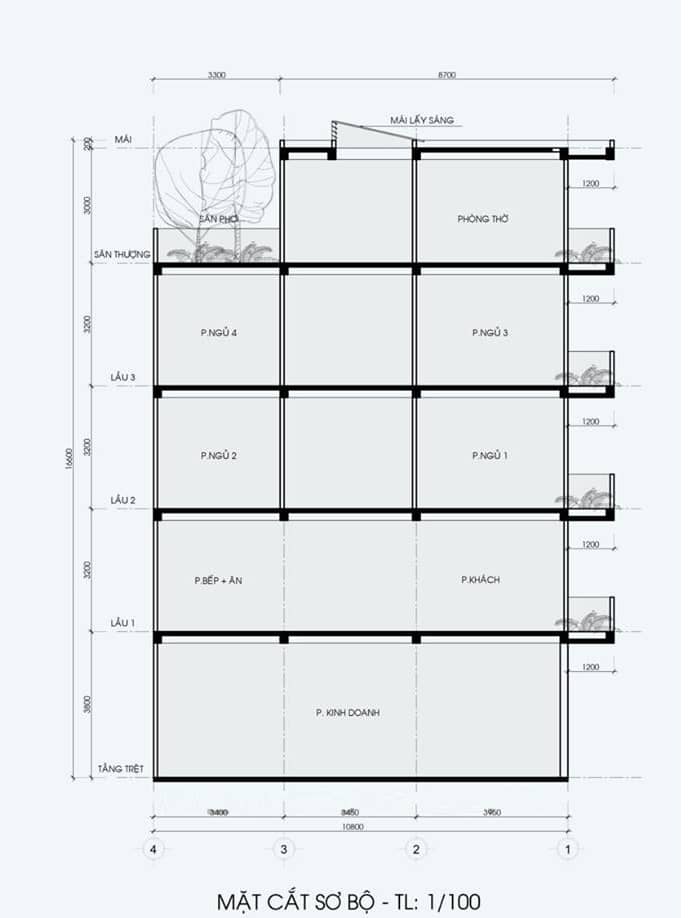 3300
8700
MÁI LẤY SÁNG
MÁI
200
1200
3000
SÂN PHƠI
PHÒNG THỜ
SÂN THƯỢNG
1200
3200
P.NGỦ 4
P.NGỦ 3
LẦU 3
1200
16600
3200
P.NGỦ 2
P.NGỦ 1
LẦU 2
1200
3200
P.BẾP + ĂN
P.KHÁCH
LẦU 1
1200
3800
P. KINH DOANH
TẦNG TRỆT
3400
3450
3950
10800
4
3
2
1
MẶT CẮT SƠ BỘ - TL: 1/100